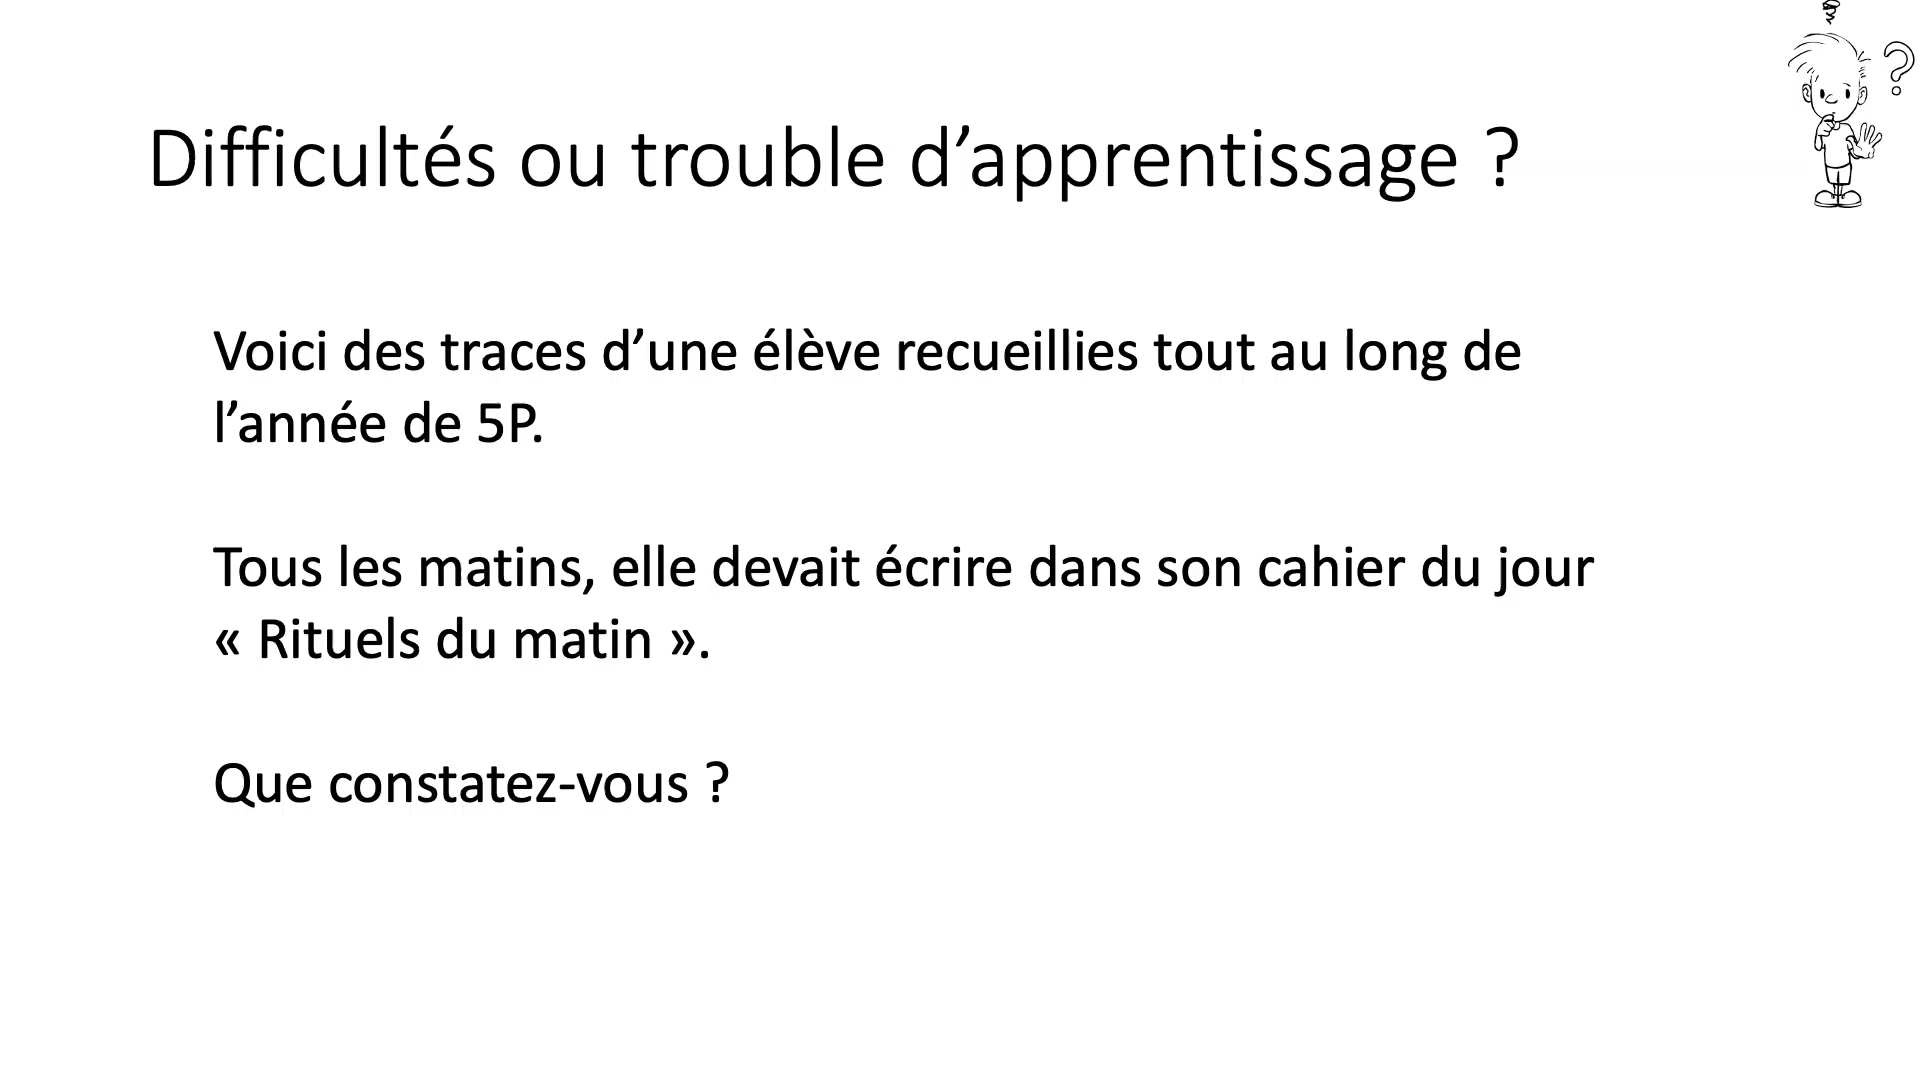 Difficultés ou trouble d’apprentissage ?
Voici des traces d’une élève recueillies tout au long de
l’année de 5P.
Tous les matins, elle devait écrire dans son cahier du jour
« Rituels du matin ».
Que constatez-vous ?